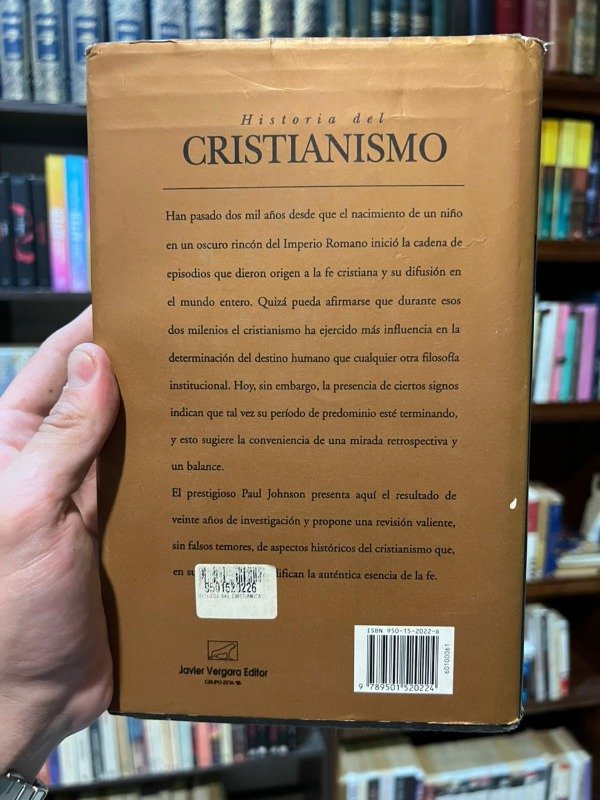 Historia del
CRISTIANISMO
Han pasado dos mil años desde que el nacimiento de un niño
en un oscuro rincón del Imperio Romano inició la cadena de
episodios que dieron origen a la fe cristiana y su difusión en
el mundo entero. Quizá pueda afirmarse que durante esos
dos milenios el cristianismo ha ejercido más influencia en la
determinación del destino humano que cualquier otra filosofía
institucional. Hoy, sin embargo, la presencia de ciertos signos
indican que tal vez su período de predominio esté terminando,
y esto sugiere la conveniencia de una mirada retrospectiva y
un balance.
El prestigioso Paul Johnson presenta aquí el resultado de
veinte años de investigación y propone una revisión valiente,
sin falsos temores, de aspectos históricos del cristianismo que,
en su ifican la auténtica esencia de la fe.
9501520226
Javier Vergara Editor
GRUPO ZETA
ISBN 950-15-2022-6
60100061
9 789501 520224